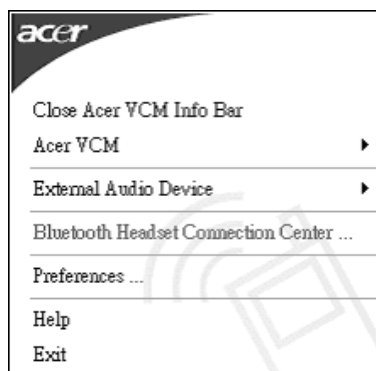 acer
Close Acer VCM Info Bar
Acer VCM
External Audio Device
Bluetooth Headset Connection Center ...
Preferences ...
Help
Exit